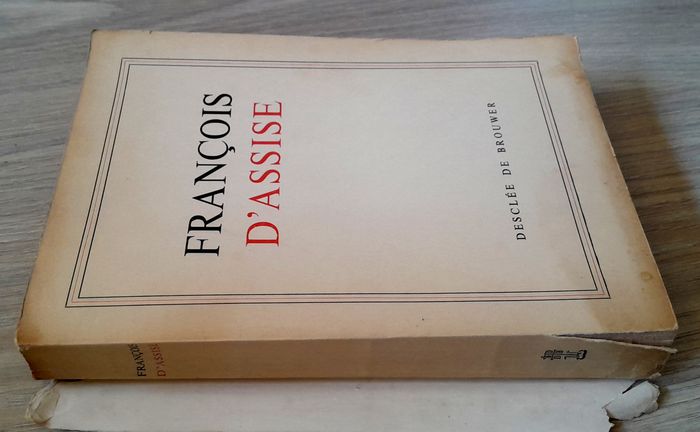 FRANÇOIS
D'ASSISE
DESCLÉE DE BROUWER
FRANÇOIS
D'ASSISE